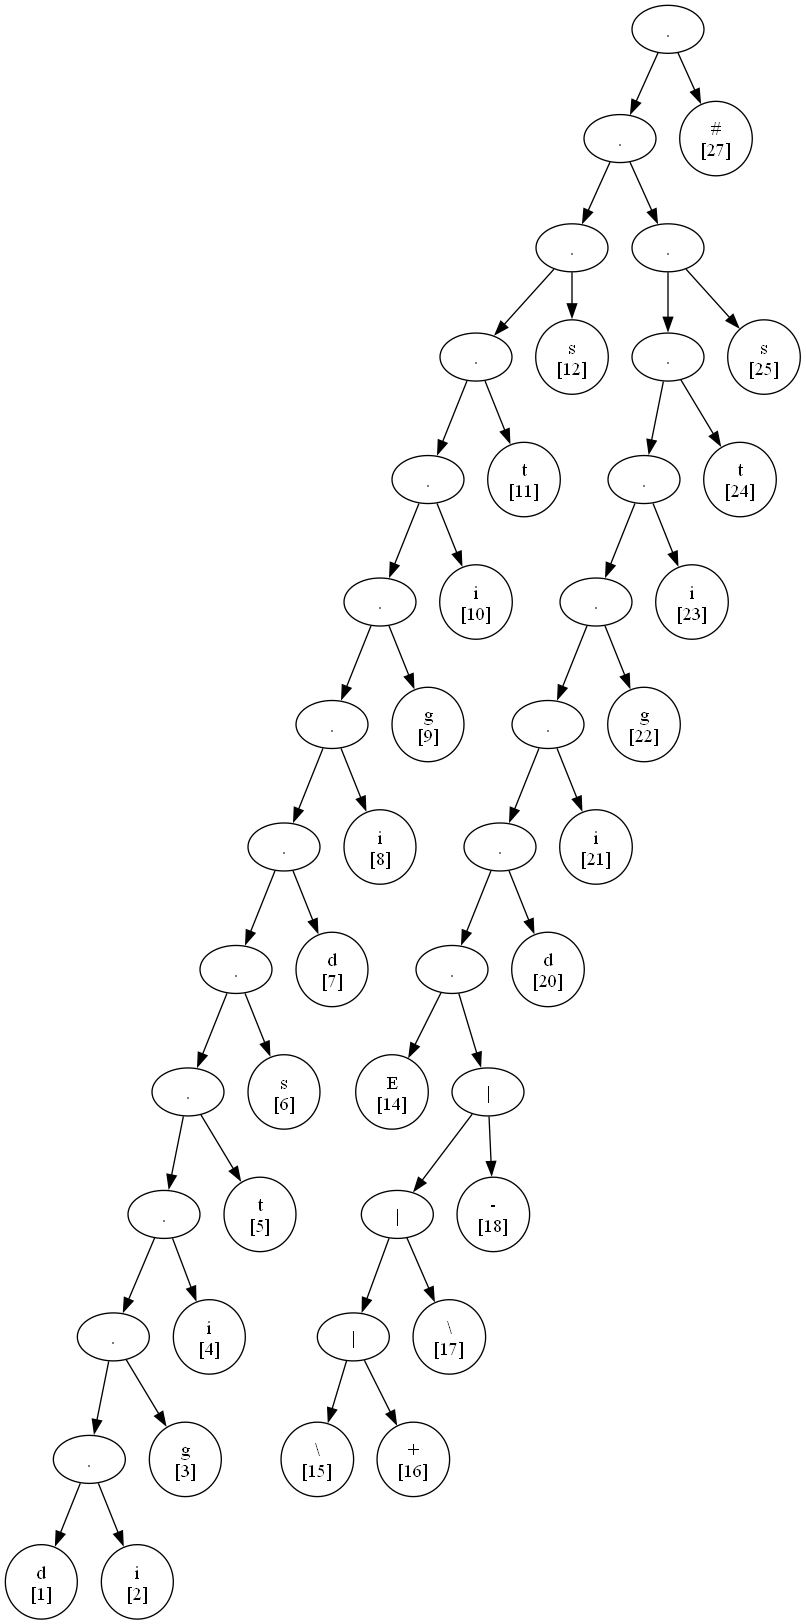 .
.
#
[27]
.
.
.
s
[12]
.
s
[25]
.
t
[11]
.
t
[24]
.
i
[10]
.
i
[23]
.
g
[9]
.
g
[22]
.
i
[8]
.
i
[21]
.
d
[7]
.
d
[20]
.
s
[6]
E
[14]
|
.
t
[5]
|
-
[18]
.
i
[4]
|
\
[17]
.
g
[3]
\
[15]
+
[16]
d
[1]
i
[2]